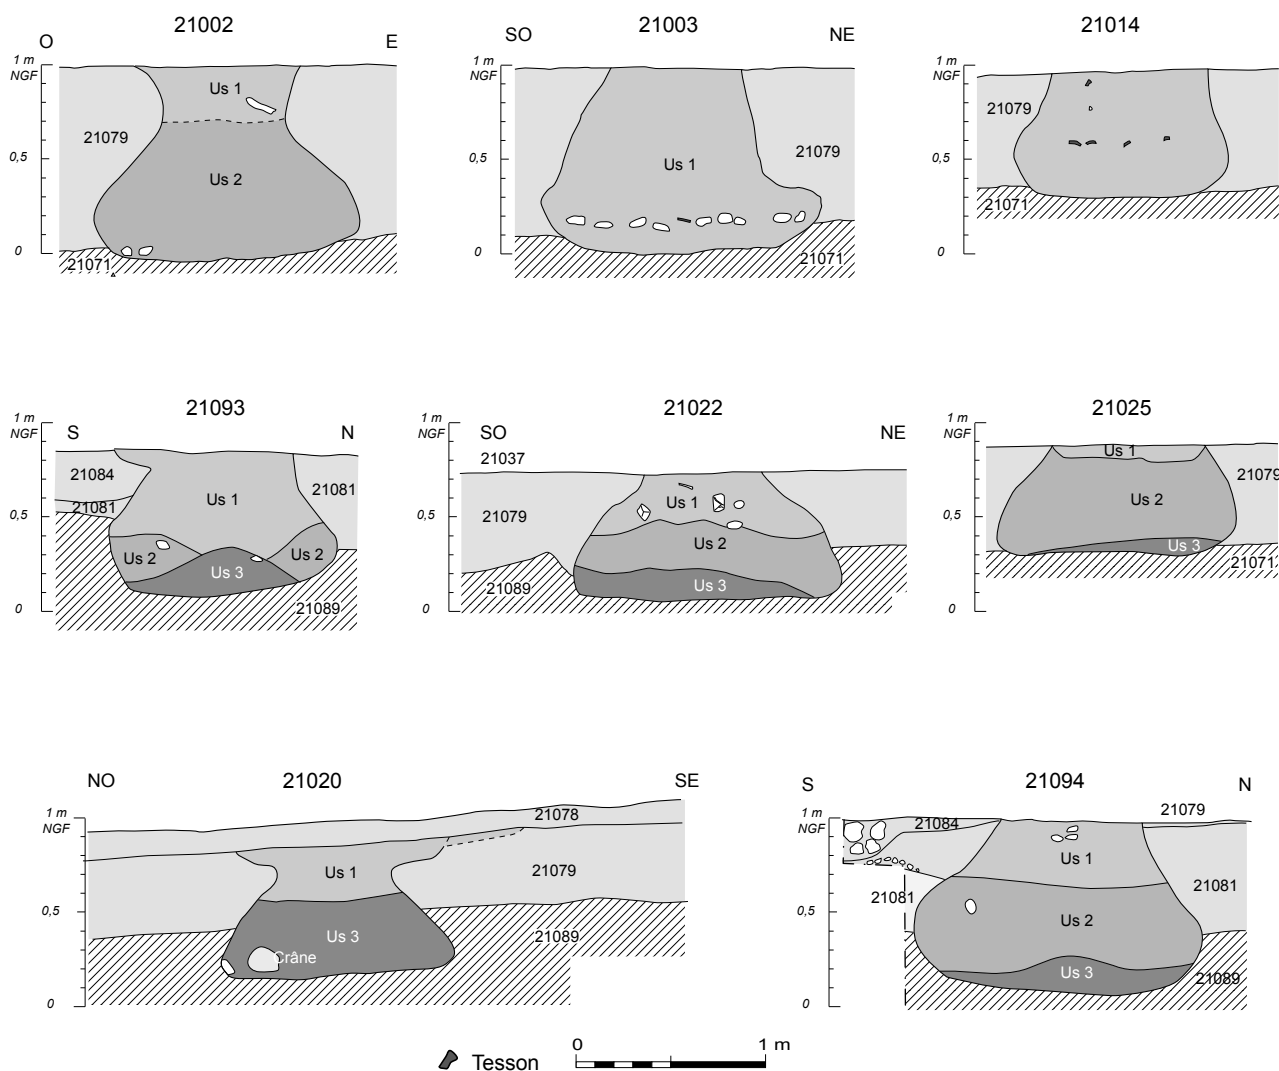 21002
O
E
1 m
NGF
Us 1
21079
0,5
Us 2
0
21071
21003
SO
NE
1 m
NGF
0,5
Us 1
21079
0
21071
21014
1 m
NGF
21079
0,5
21071
0
21093
S
N
1 m
NGF
21084
21081
Us 1
21081
0,5
Us 2
Us 2
Us 3
0
21089
21022
SO
NE
1 m
NGF
21037
Us 1
21079
0,5
Us 2
21089
Us 3
0
21025
1 m
NGF
Us 1
21079
Us 2
0,5
Us 3
21071
0
21020
NO
SE
1 m
NGF
21078
Us 1
21079
0,5
Us 3
21089
Crâne
0
21094
S
N
1 m
NGF
21079
21084
Us 1
21081
21081
0,5
Us 2
Us 3
21089
0
Tesson
0
1 m